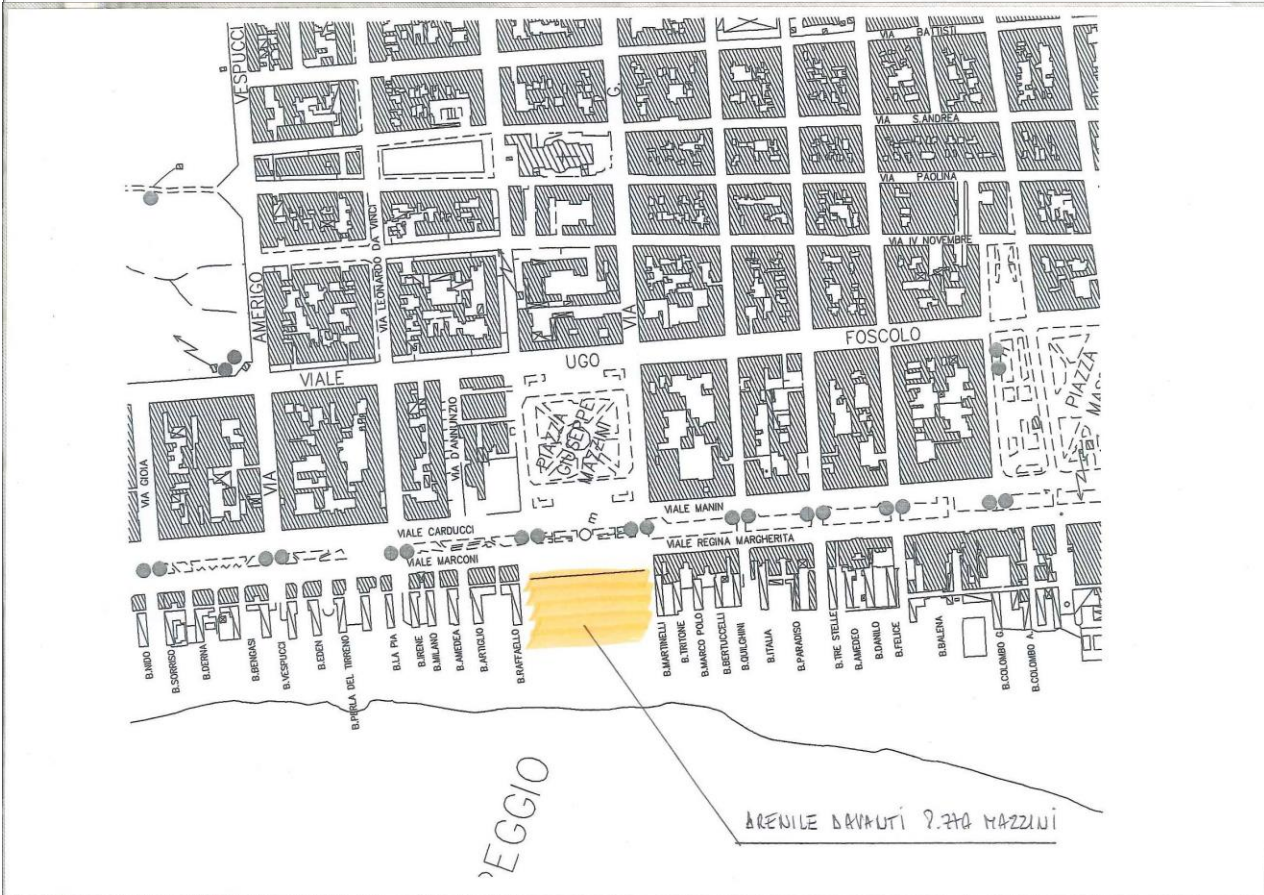 VESPUCCI
AMERIGO
G.
VIA BATTISTI
VIA S.ANDREA
VIA PAOLINA
VIA IV NOVEMBRE
VIA LEONARDO DA VINCI
VIA
VIALE
UGO
FOSCOLO
PIAZZA
VIA GIOIA
VIA
VIA D'ANNUNZIO
PIAZZA
GIUSEPPE
MAZZINI
VIALE CARDUCCI
VIALE MARCONI
E
VIALE MANIN
VIALE REGINA MARGHERITA
B.NIDO
B.SORRISO
B.DERNA
B.BENGASI
B.VESPUCCI
B.EDEN
B.PERLA DEL TIRRENO
B.LA PIA
B.IRENE
B.MILANO
B.AMEDEA
B.ARTIGLIO
B.RAFFAELLO
B.MARTINELLI
B.TRITONE
B.MARCO POLO
B.BERTUCCELLI
B.QUILGHINI
B.ITALIA
B.PARADISO
B.TRE STELLE
B.AMEDEO
B.DANILO
B.FELICE
B.BALENA
B.COLOMBO G.
B.COLOMBO A.
EGGIO
ARENILE DAVANTI P.ZZA MAZZINI